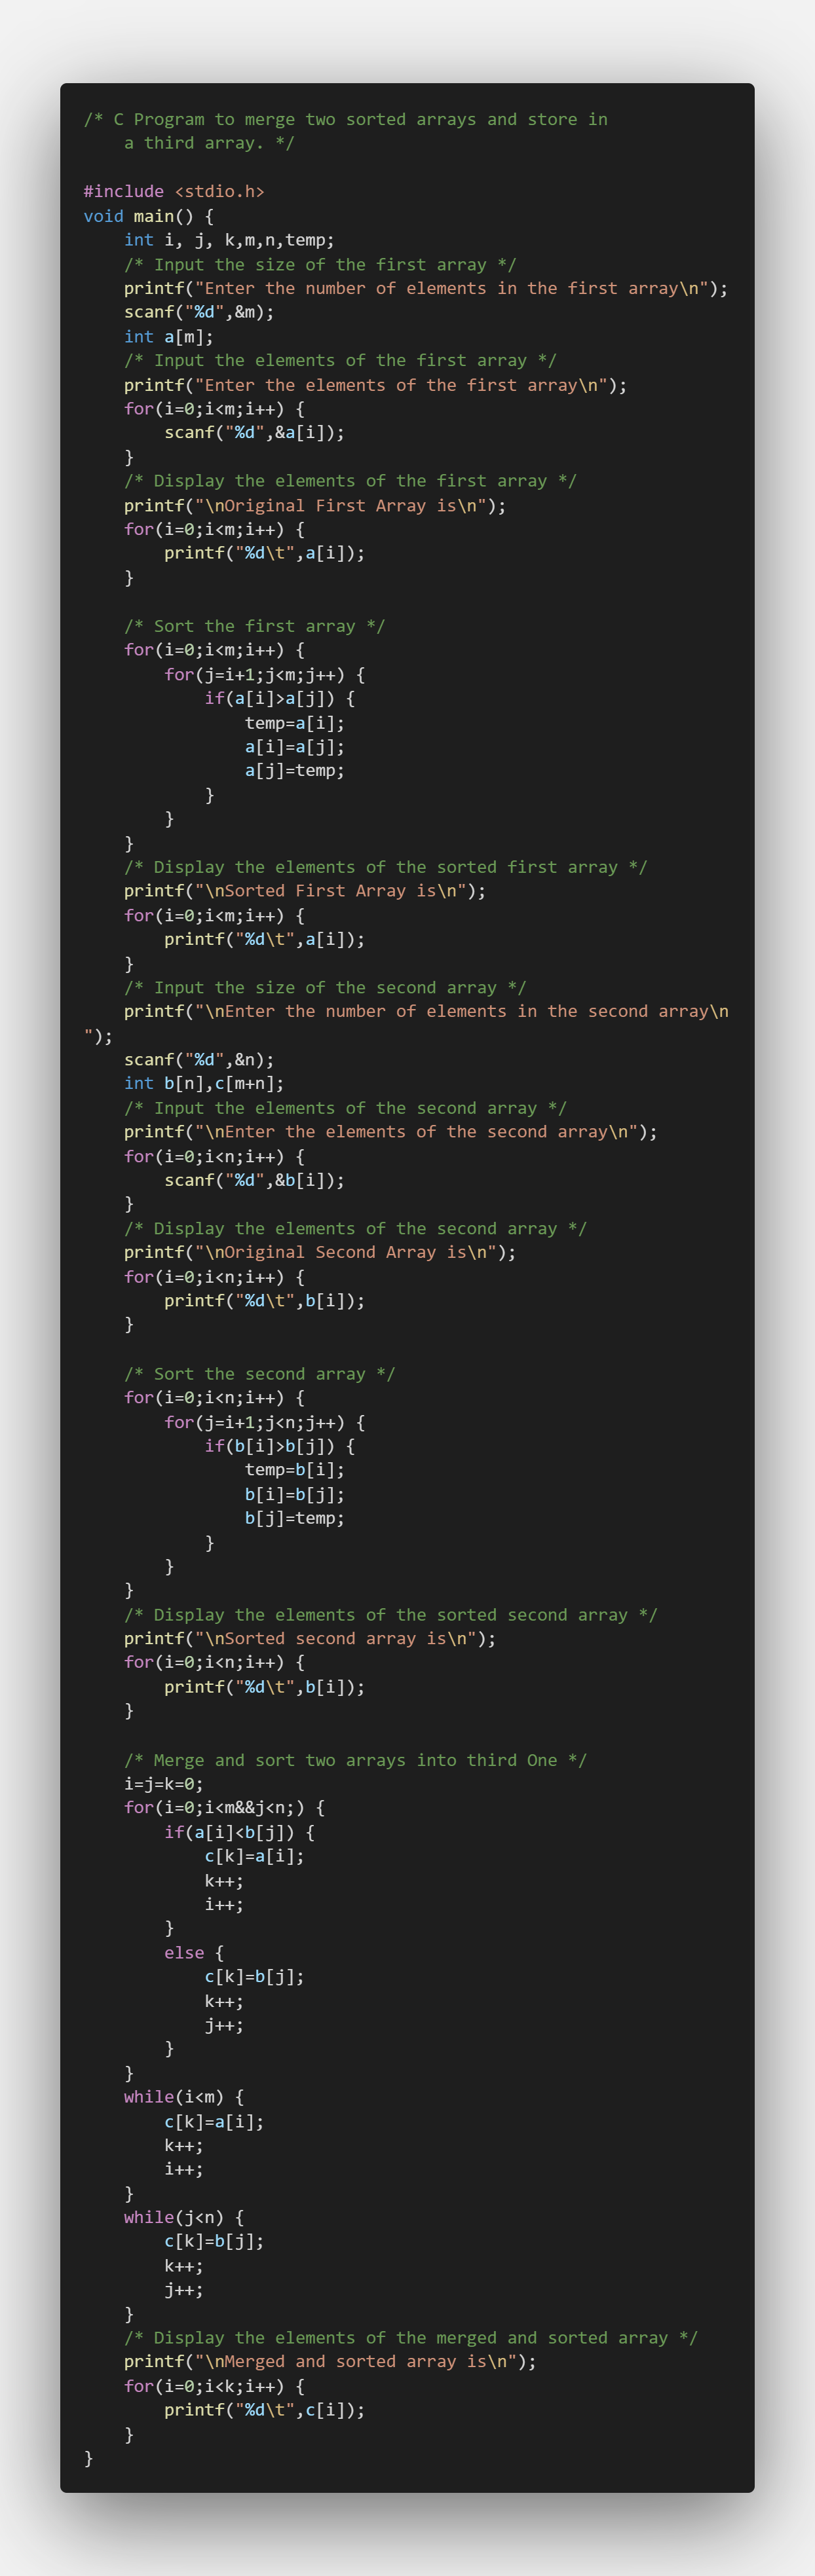 /* C Program to merge two sorted arrays and store in
    a third array. */

#include <stdio.h>
void main() {
    int i, j, k,m,n,temp;
    /* Input the size of the first array */
    printf("Enter the number of elements in the first array\n");
    scanf("%d",&m);
    int a[m];
    /* Input the elements of the first array */
    printf("Enter the elements of the first array\n");
    for(i=0;i<m;i++) {
        scanf("%d",&a[i]);
    }
    /* Display the elements of the first array */
    printf("\nOriginal First Array is\n");
    for(i=0;i<m;i++) {
        printf("%d\t",a[i]);
    }

    /* Sort the first array */
    for(i=0;i<m;i++) {
        for(j=i+1;j<m;j++) {
            if(a[i]>a[j]) {
                temp=a[i];
                a[i]=a[j];
                a[j]=temp;
            }
        }
    }
    /* Display the elements of the sorted first array */
    printf("\nSorted First Array is\n");
    for(i=0;i<m;i++) {
        printf("%d\t",a[i]);
    }
    /* Input the size of the second array */
    printf("\nEnter the number of elements in the second array\n
");
    scanf("%d",&n);
    int b[n],c[m+n];
    /* Input the elements of the second array */
    printf("\nEnter the elements of the second array\n");
    for(i=0;i<n;i++) {
        scanf("%d",&b[i]);
    }
    /* Display the elements of the second array */
    printf("\nOriginal Second Array is\n");
    for(i=0;i<n;i++) {
        printf("%d\t",b[i]);
    }

    /* Sort the second array */
    for(i=0;i<n;i++) {
        for(j=i+1;j<n;j++) {
            if(b[i]>b[j]) {
                temp=b[i];
                b[i]=b[j];
                b[j]=temp;
            }
        }
    }
    /* Display the elements of the sorted second array */
    printf("\nSorted second array is\n");
    for(i=0;i<n;i++) {
        printf("%d\t",b[i]);
    }

    /* Merge and sort two arrays into third One */
    i=j=k=0;
    for(i=0;i<m&&j<n;) {
        if(a[i]<b[j]) {
            c[k]=a[i];
            k++;
            i++;
        }
        else {
            c[k]=b[j];
            k++;
            j++;
        }
    }
    while(i<m) {
        c[k]=a[i];
        k++;
        i++;
    }
    while(j<n) {
        c[k]=b[j];
        k++;
        j++;
    }
    /* Display the elements of the merged and sorted array */
    printf("\nMerged and sorted array is\n");
    for(i=0;i<k;i++) {
        printf("%d\t",c[i]);
    }
}